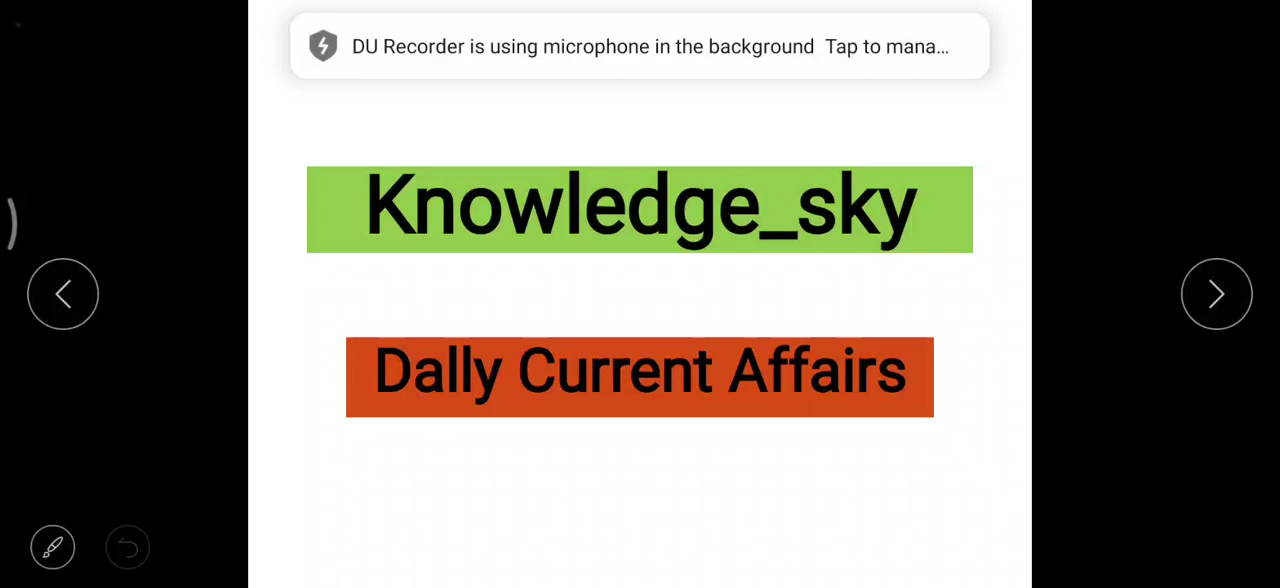 DU Recorder is using microphone in the background Tap to mana...
Knowledge_sky
Dally Current Affairs